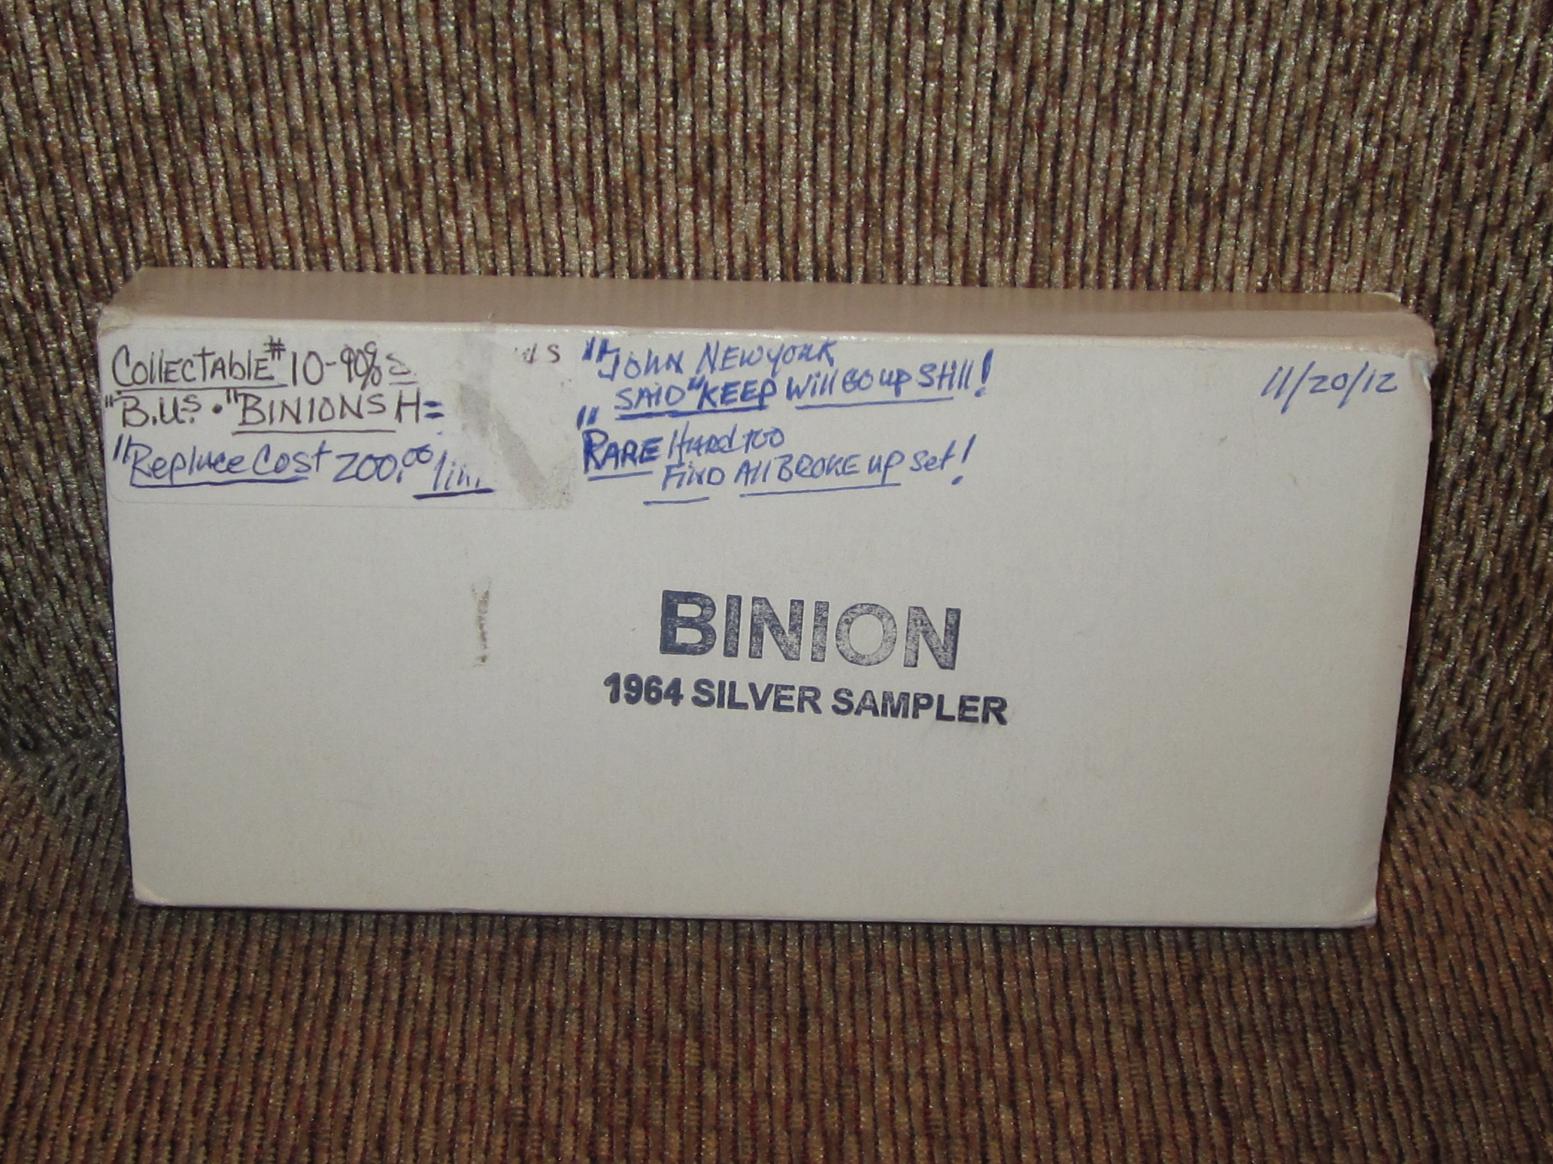 Collectable # 10-90% S
"B.U.S. "BINIONS H=
"Replace Cost 200.00
"JOHN NEWYORK
SAID "KEEP Will GO up Still!
" RARE Hard too
Find All BROKE up Set!
11/20/12
BINION
1964 SILVER SAMPLER